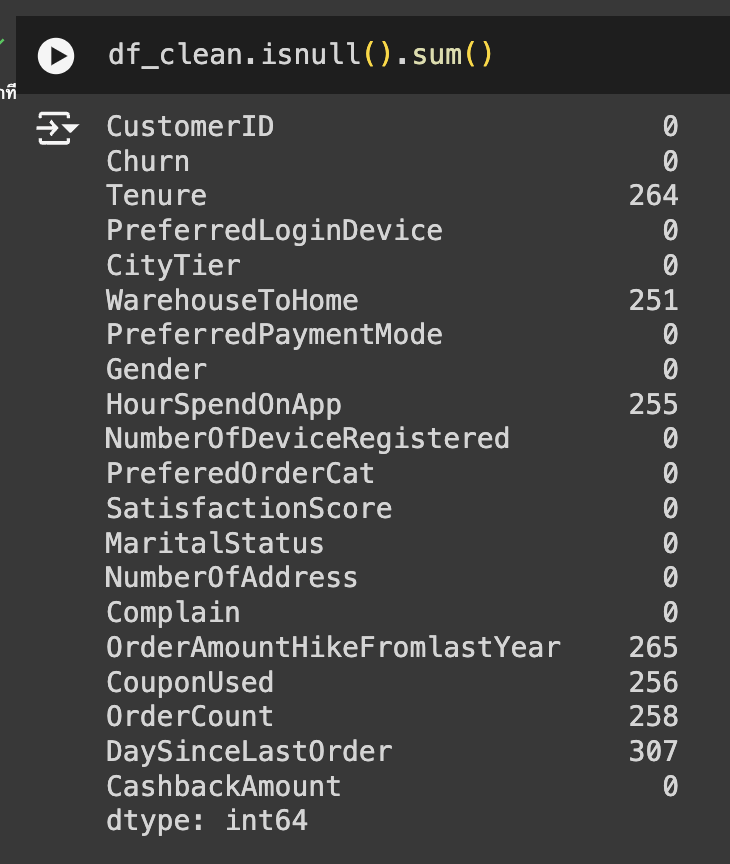 df_clean.isnull().sum()
CustomerID 0
Churn 0
Tenure 264
PreferredLoginDevice 0
CityTier 0
WarehouseToHome 251
PreferredPaymentMode 0
Gender 0
HourSpendOnApp 255
NumberOfDeviceRegistered 0
PreferedOrderCat 0
SatisfactionScore 0
MaritalStatus 0
NumberOfAddress 0
Complain 0
OrderAmountHikeFromlastYear 265
CouponUsed 256
OrderCount 258
DaySinceLastOrder 307
CashbackAmount 0
dtype: int64